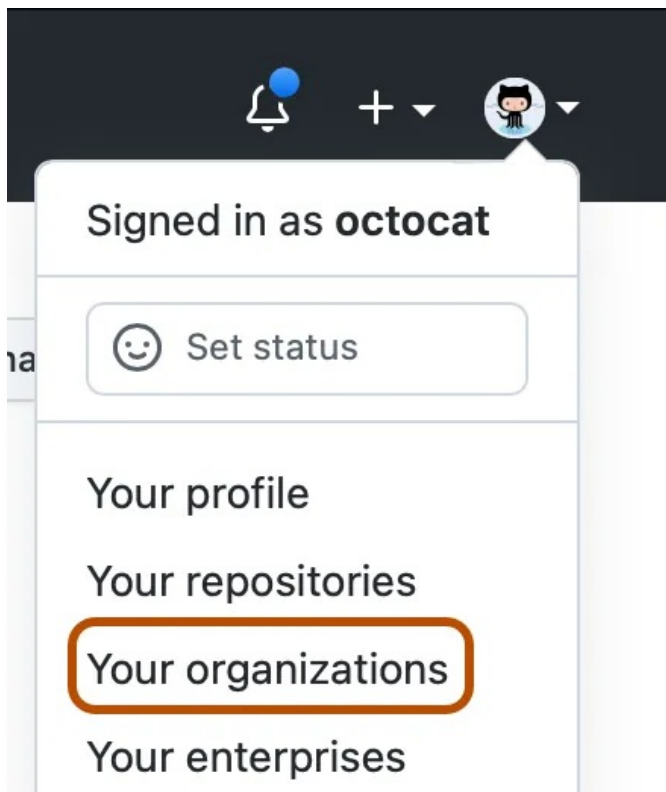 Signed in as octocat
Set status
Your profile
Your repositories
Your organizations
Your enterprises